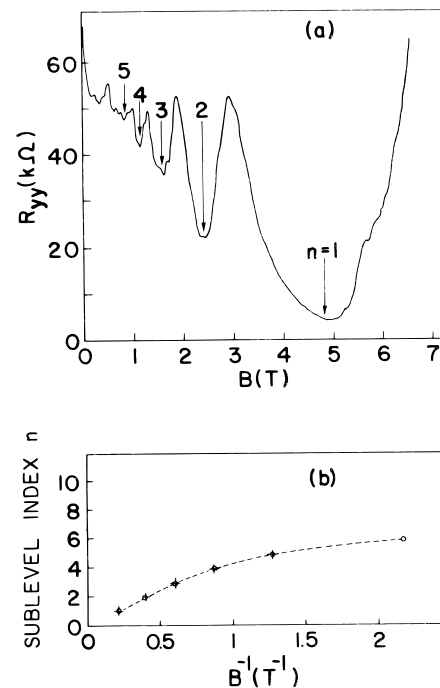 (a)
60
40
20
0
R_yy(kΩ)
5
4
3
2
n=1
0 1 2 3 4 5 6 7
B(T)
(b)
SUBLEVEL INDEX n
10
8
6
4
2
0
0 0.5 1 1.5 2
B⁻¹(T⁻¹)